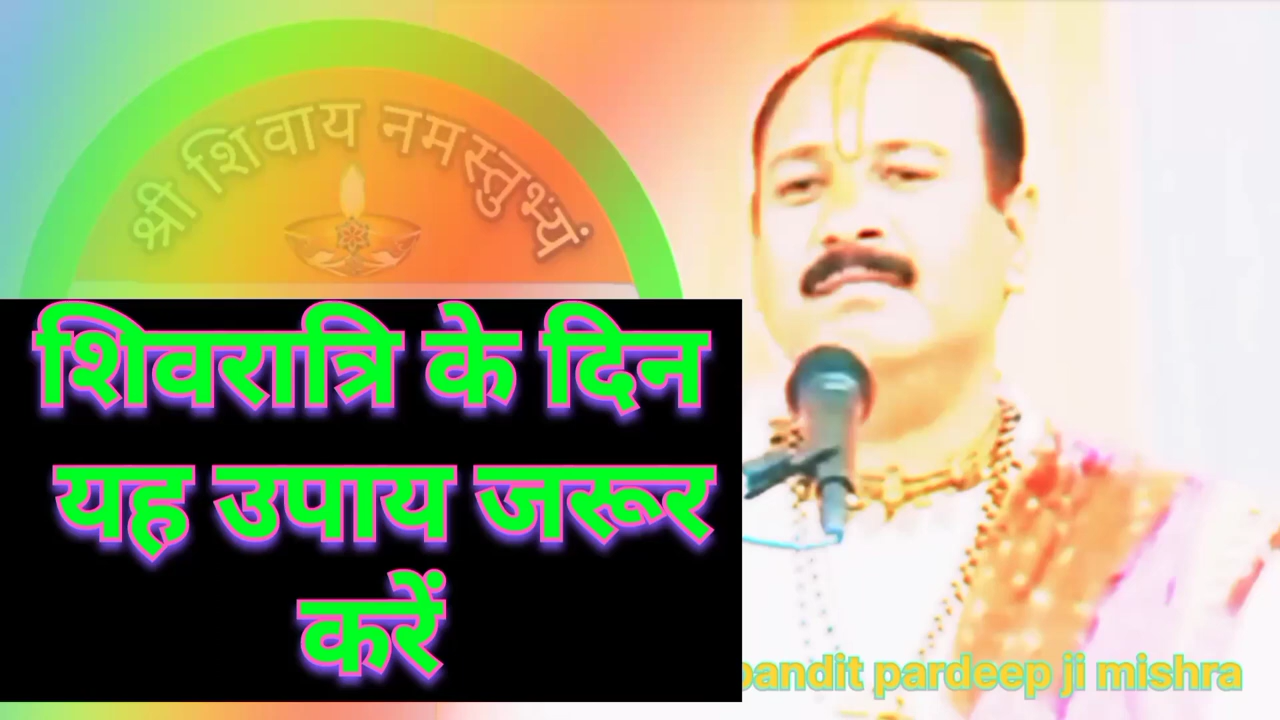 श्री शिवाय नमस्तुभ्यं
शिवरात्रि के दिन
यह उपाय जरूर
करें
pandit pardeep ji mishra